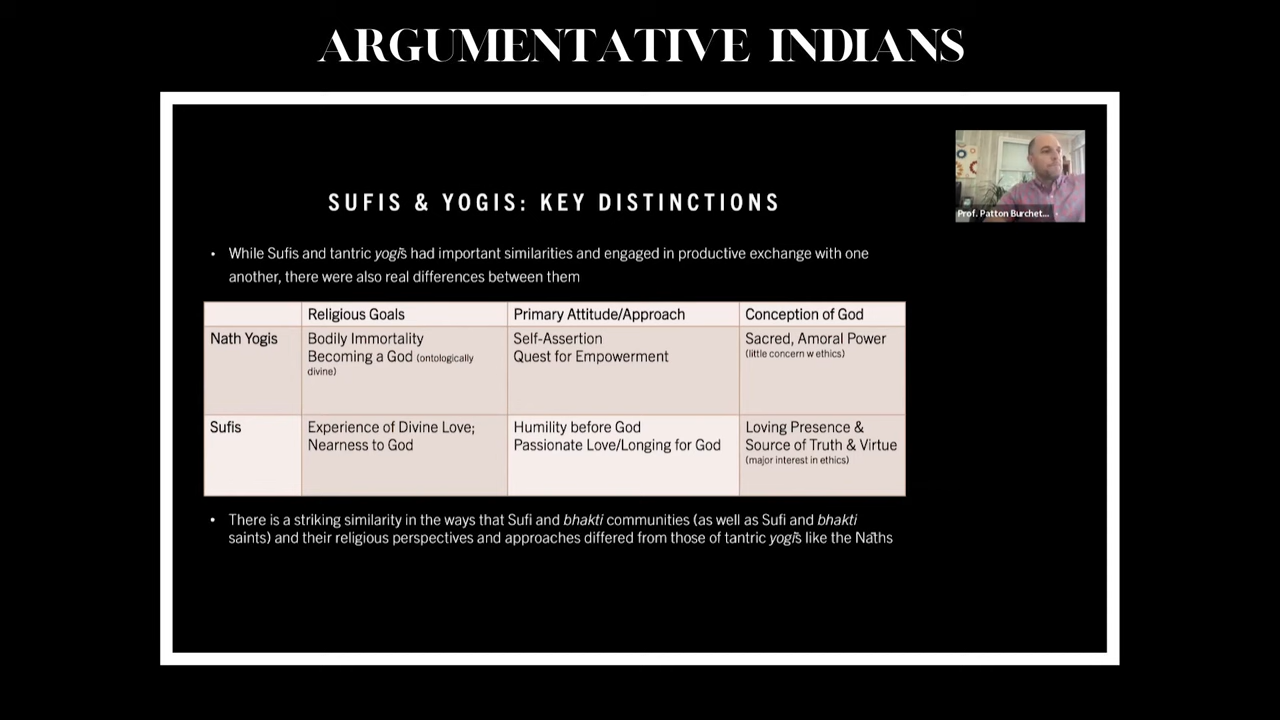 ARGUMENTATIVE INDIANS
Prof. Patton Burchet...
SUFIS & YOGIS: KEY DISTINCTIONS
• While Sufis and tantric yogīs had important similarities and engaged in productive exchange with one
another, there were also real differences between them
Religious Goals Primary Attitude/Approach Conception of God
Nath Yogis Bodily Immortality Self-Assertion Sacred, Amoral Power
Becoming a God (ontologically Quest for Empowerment (little concern w ethics)
divine)
Sufis Experience of Divine Love; Humility before God Loving Presence &
Nearness to God Passionate Love/Longing for God Source of Truth & Virtue
(major interest in ethics)
• There is a striking similarity in the ways that Sufi and bhakti communities (as well as Sufi and bhakti
saints) and their religious perspectives and approaches differed from those of tantric yogīs like the Nāths